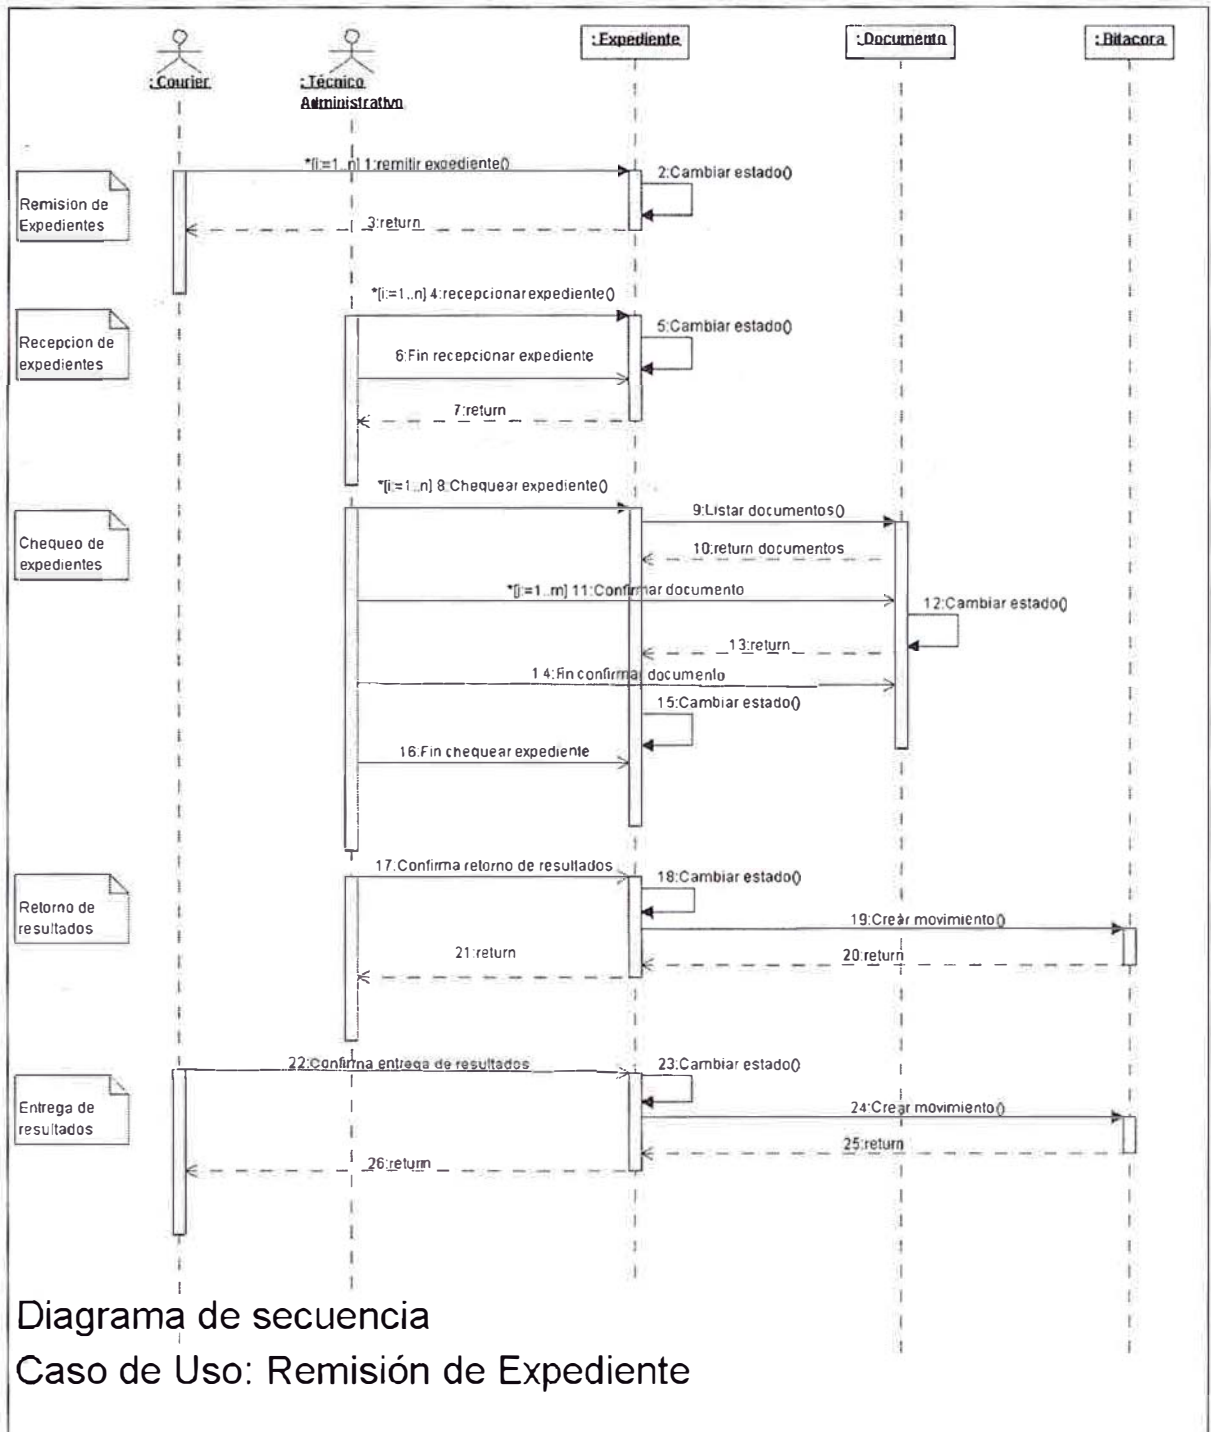 : Courier
: Técnico
Administrativo
: Expediente
: Documento
: Bitacora
Remision de
Expedientes
*[i:=1..n] 1:remitir expediente()
2:Cambiar estado()
3:return
Recepcion de
expedientes
*[i:=1..n] 4:recepcionar expediente()
5:Cambiar estado()
6:Fin recepcionar expediente
7:return
Chequeo de
expedientes
*[i:=1..n] 8:Chequear expediente()
9:Listar documentos()
10:return documentos
*[j:=1..m] 11:Confirmar documento
12:Cambiar estado()
13:return
14:Fin confirmar documento
15:Cambiar estado()
16:Fin chequear expediente
Retorno de
resultados
17:Confirma retorno de resultados
18:Cambiar estado()
19:Crear movimiento()
20:return
21:return
Entrega de
resultados
22:Confirma entrega de resultados
23:Cambiar estado()
24:Crear movimiento()
25:return
26:return
Diagrama de secuencia
Caso de Uso: Remisión de Expediente